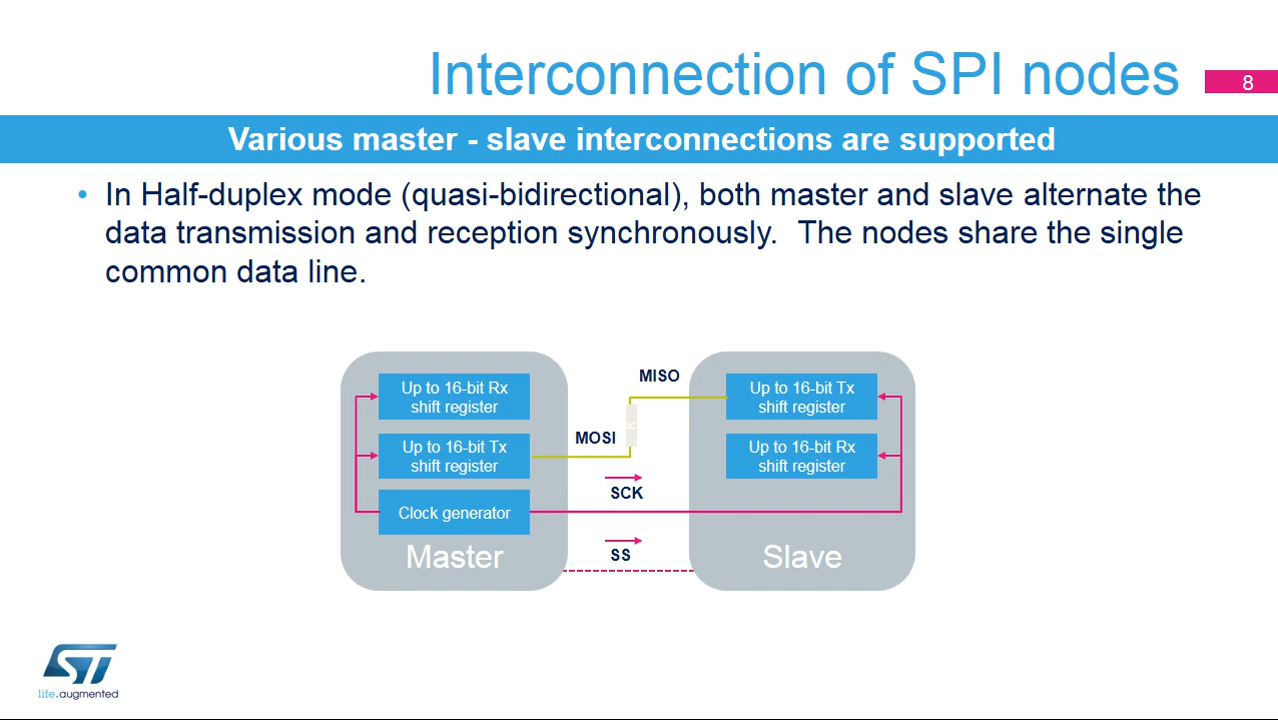 Interconnection of SPI nodes
8
Various master - slave interconnections are supported
• In Half-duplex mode (quasi-bidirectional), both master and slave alternate the
data transmission and reception synchronously.  The nodes share the single
common data line.
Up to 16-bit Rx
shift register
Up to 16-bit Tx
shift register
Clock generator
Master
MISO
R
MOSI
SCK
SS
Up to 16-bit Tx
shift register
Up to 16-bit Rx
shift register
Slave
ST
life.augmented